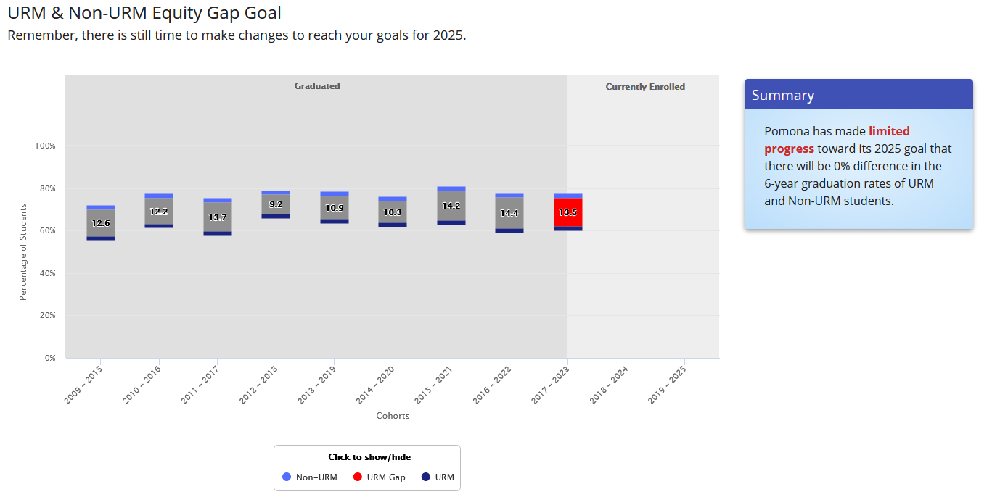 URM & Non-URM Equity Gap Goal
Remember, there is still time to make changes to reach your goals for 2025.
Graduated
Currently Enrolled
Percentage of Students
100%
80%
60%
40%
20%
0%
12.6
12.2
13.7
9.2
10.9
10.3
14.2
14.4
13.5
2009 - 2015
2010 - 2016
2011 - 2017
2012 - 2018
2013 - 2019
2014 - 2020
2015 - 2021
2016 - 2022
2017 - 2023
2018 - 2024
2019 - 2025
Cohorts
Click to show/hide
Non-URM
URM Gap
URM
Summary
Pomona has made limited
progress toward its 2025 goal that
there will be 0% difference in the
6-year graduation rates of URM
and Non-URM students.